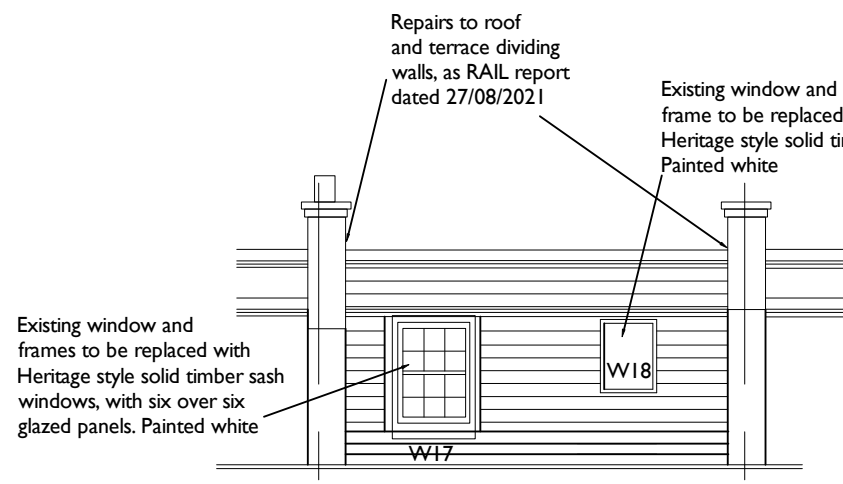 Repairs to roof
and terrace dividing
walls, as RAIL report
dated 27/08/2021
Existing window and
frame to be replaced
Heritage style solid
Painted white
Existing window and
frames to be replaced with
Heritage style solid timber sash
windows, with six over six
glazed panels. Painted white
W18
W17